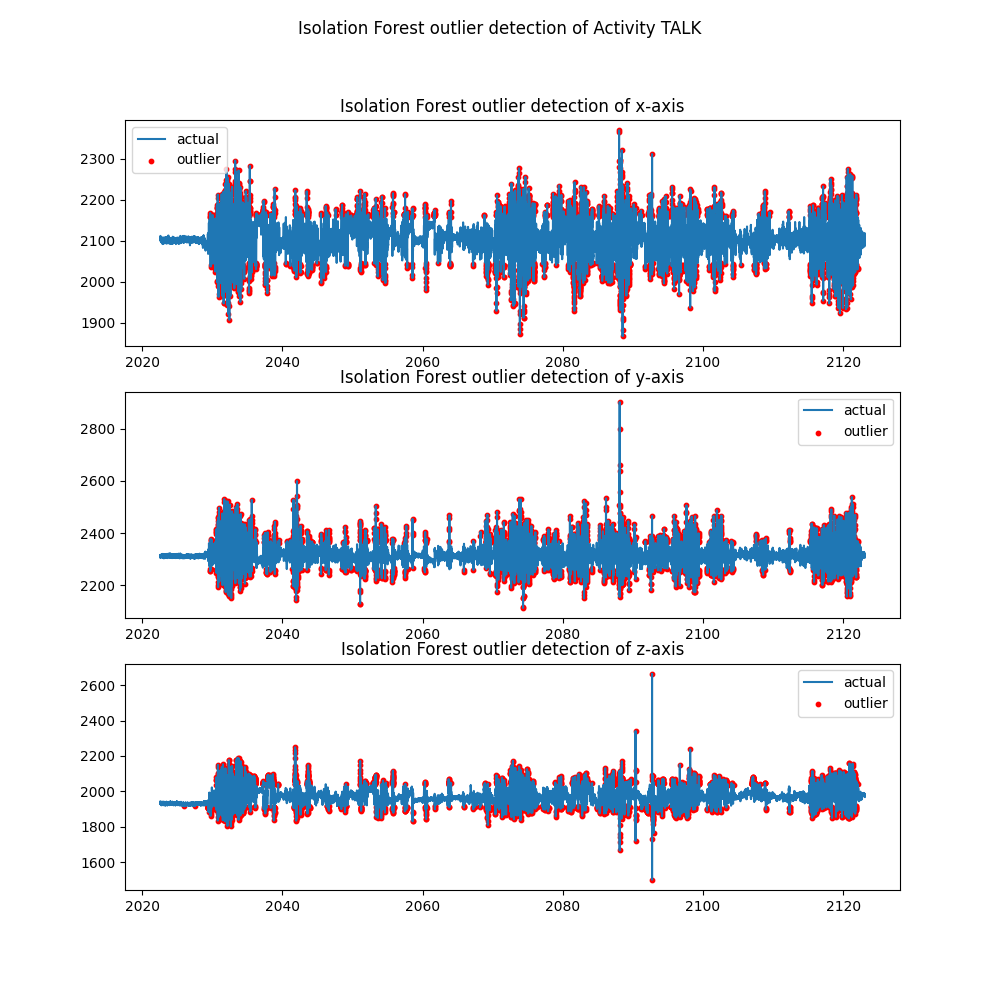 Isolation Forest outlier detection of Activity TALK
Isolation Forest outlier detection of x-axis
actual
outlier
2300
2200
2100
2000
1900
2020 2040 2060 2080 2100 2120
Isolation Forest outlier detection of y-axis
actual
outlier
2800
2600
2400
2200
2020 2040 2060 2080 2100 2120
Isolation Forest outlier detection of z-axis
actual
outlier
2600
2400
2200
2000
1800
1600
2020 2040 2060 2080 2100 2120